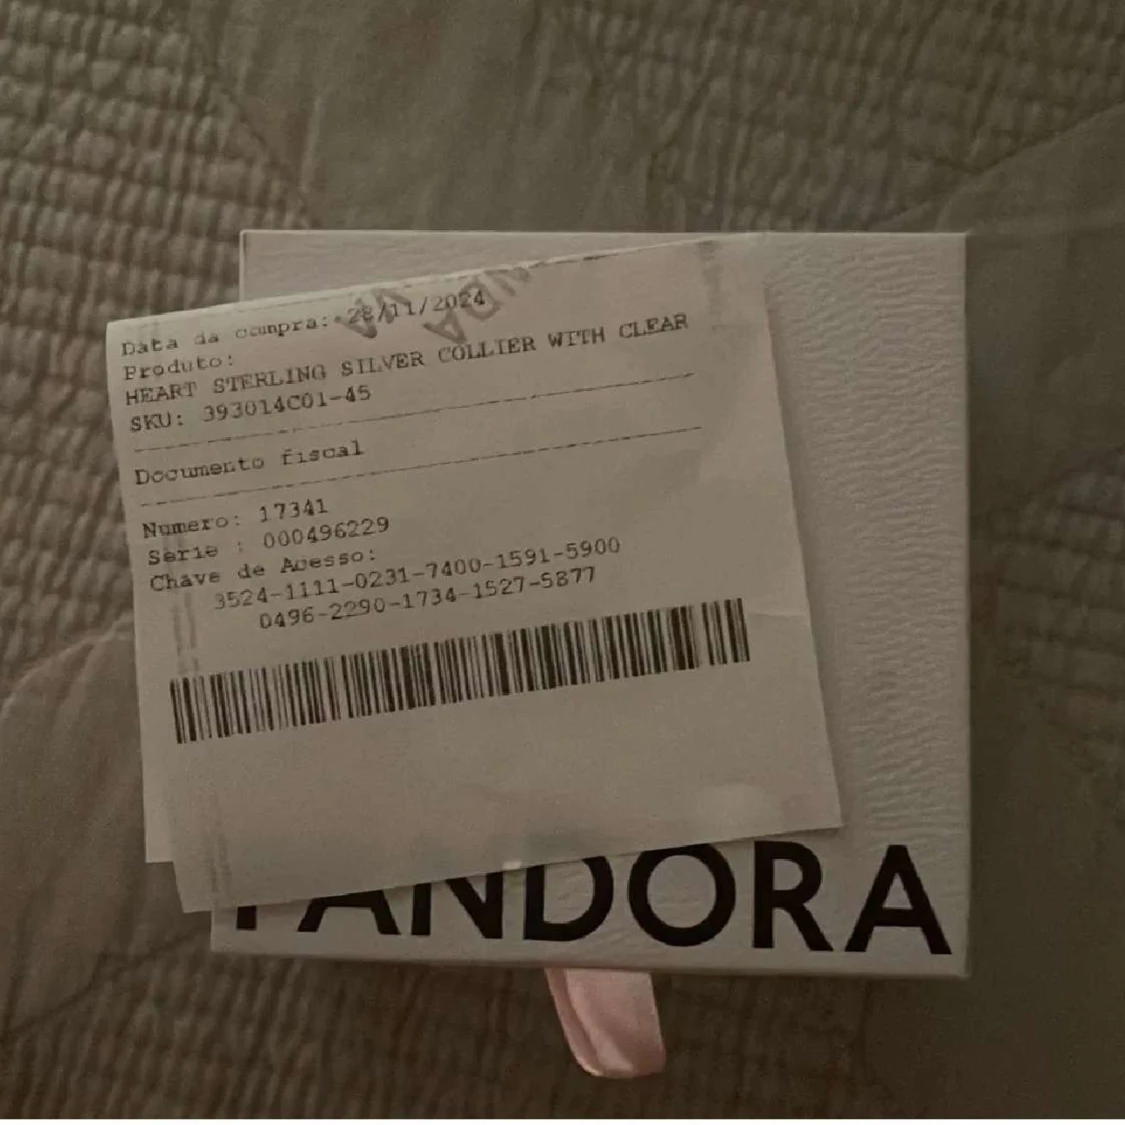 Data da compra: 28/11/2024
Produto:
HEART STERLING SILVER COLLIER WITH CLEAR
SKU: 393014C01-45
Documento fiscal
Numero: 17341
Serie : 000496229
Chave de Acesso:
3524-1111-0231-7400-1591-5900
0496-2290-1734-1527-5877
PANDORA